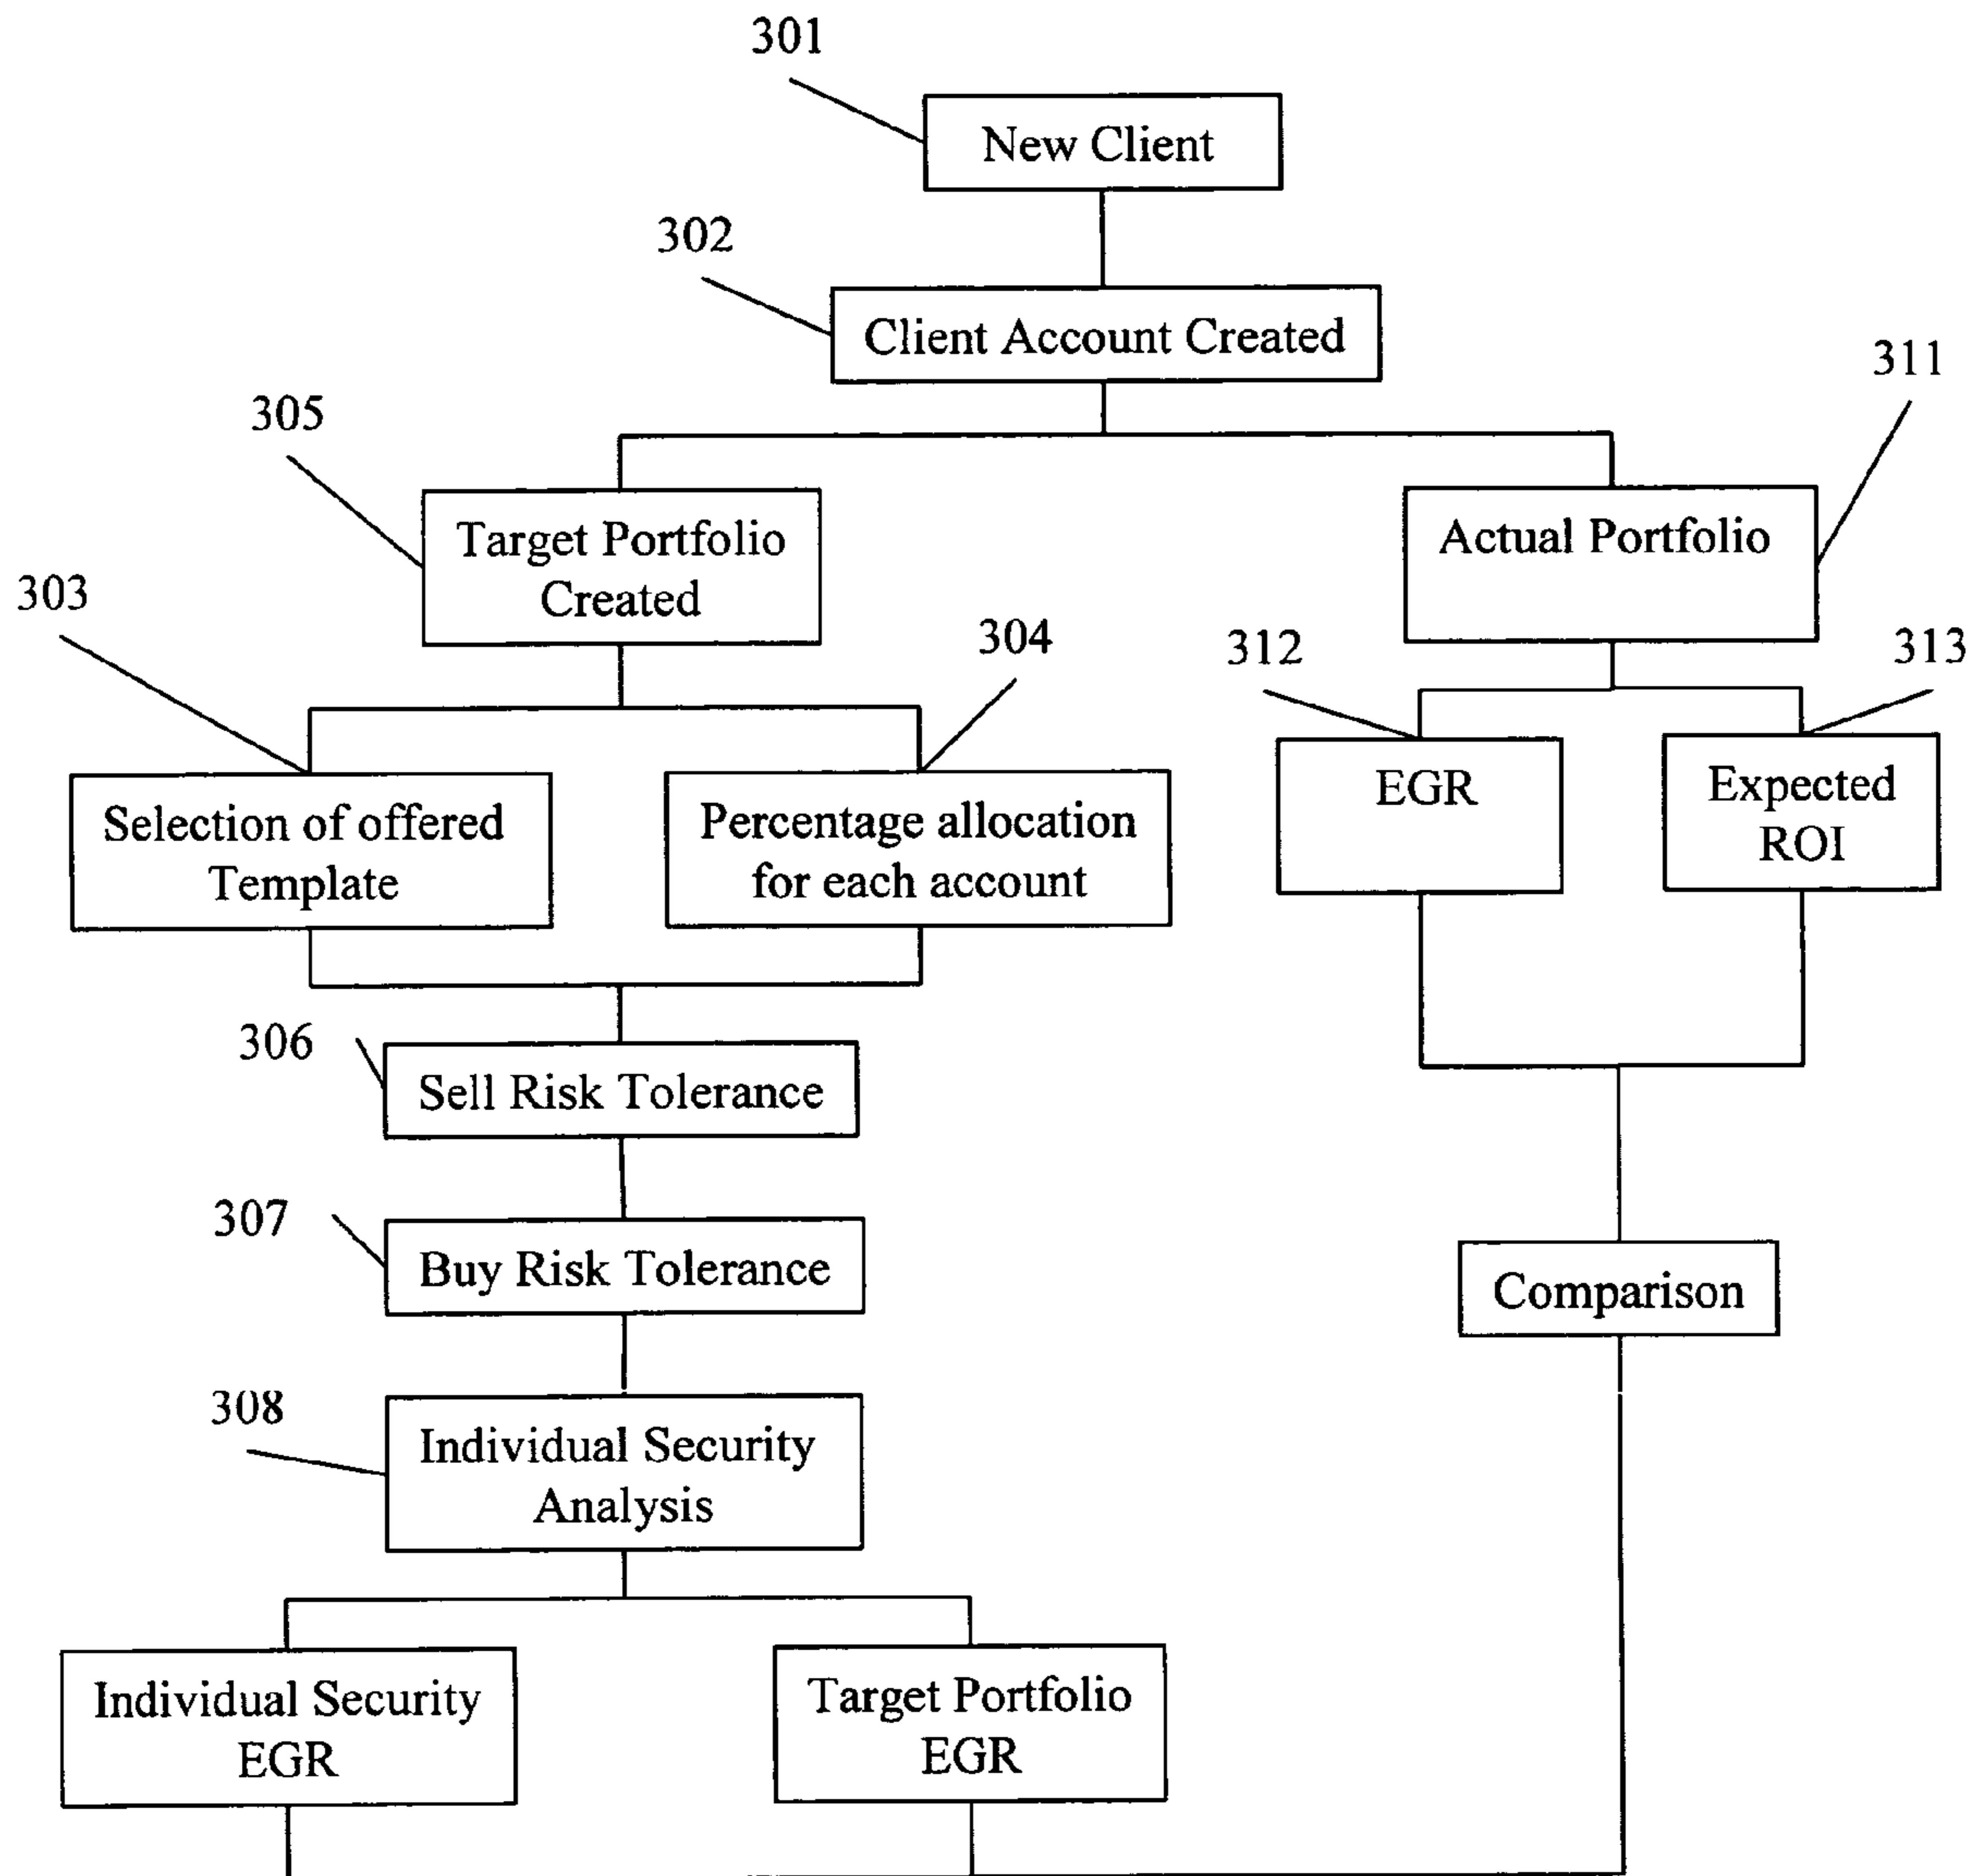 301
New Client
302
Client Account Created
311
305
Target Portfolio
Created
Actual Portfolio
303
304
312
313
Selection of offered
Template
Percentage allocation
for each account
EGR
Expected
ROI
306
Sell Risk Tolerance
307
Buy Risk Tolerance
Comparison
308
Individual Security
Analysis
Individual Security
EGR
Target Portfolio
EGR